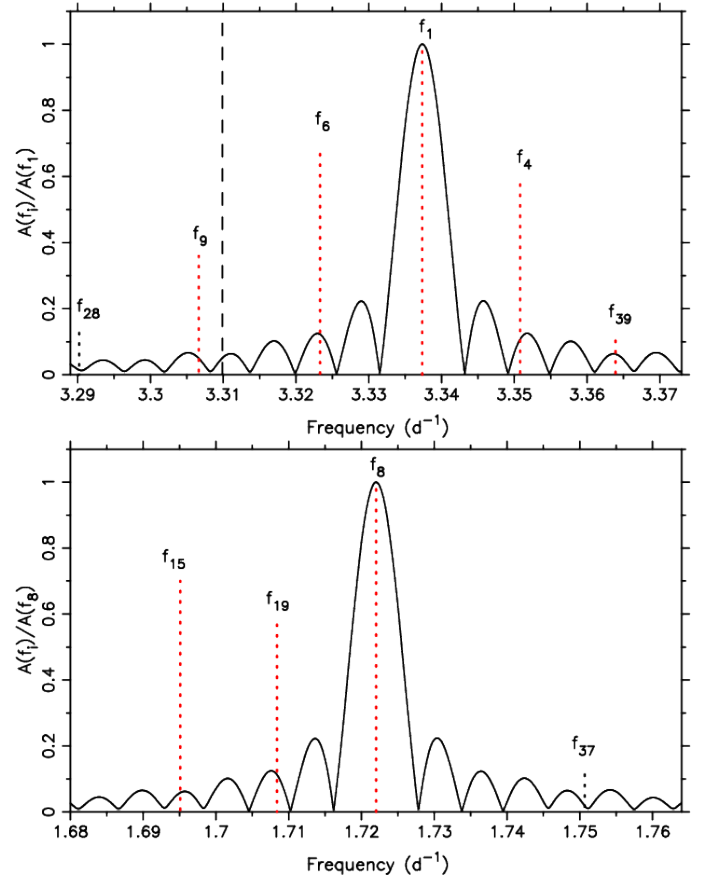 f1
f6
f4
f9
f28
f39
A(fi)/A(f1)
1
0.8
0.6
0.4
0.2
0
3.29 3.3 3.31 3.32 3.33 3.34 3.35 3.36 3.37
Frequency (d−1)
f8
f15
f19
f37
A(fi)/A(f8)
1
0.8
0.6
0.4
0.2
0
1.68 1.69 1.7 1.71 1.72 1.73 1.74 1.75 1.76
Frequency (d−1)